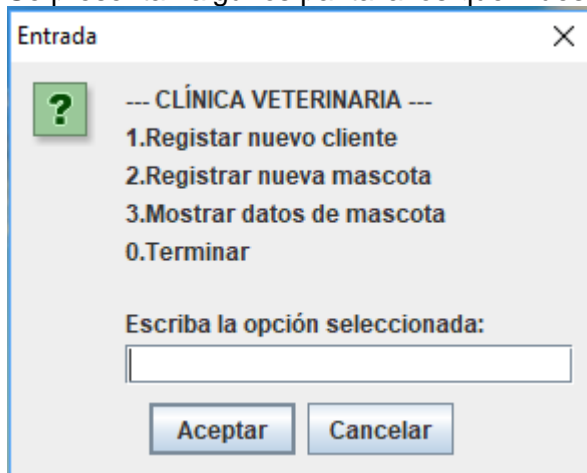 Entrada
?
--- CLÍNICA VETERINARIA ---
1.Registar nuevo cliente
2.Registrar nueva mascota
3.Mostrar datos de mascota
0.Terminar
Escriba la opción seleccionada:
Aceptar Cancelar